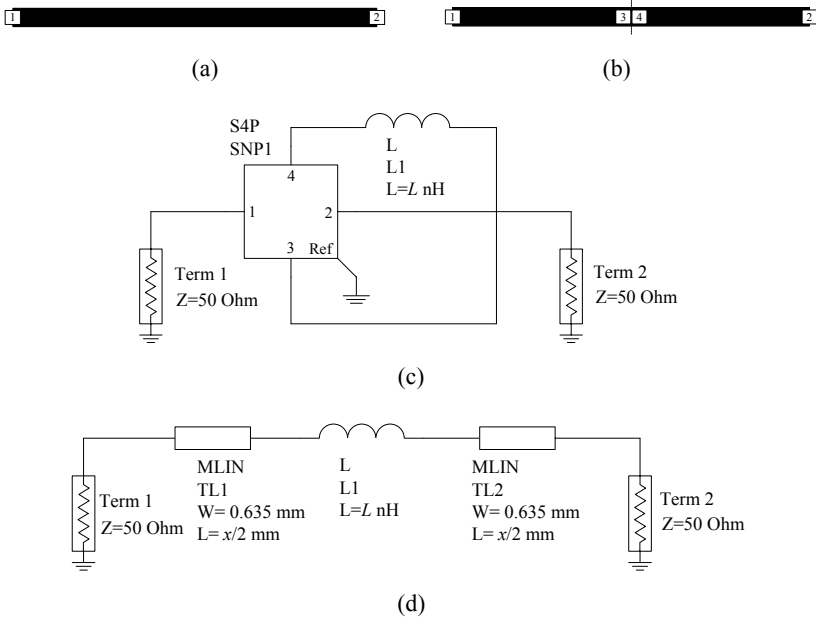 1 2
1 3 4 2
(a) (b)
S4P
SNP1
L
L1
L=L nH
4
1 2
3 Ref
Term 1
Z=50 Ohm
Term 2
Z=50 Ohm
(c)
MLIN
TL1
W= 0.635 mm
L= x/2 mm
L
L1
L=L nH
MLIN
TL2
W= 0.635 mm
L= x/2 mm
Term 1
Z=50 Ohm
Term 2
Z=50 Ohm
(d)